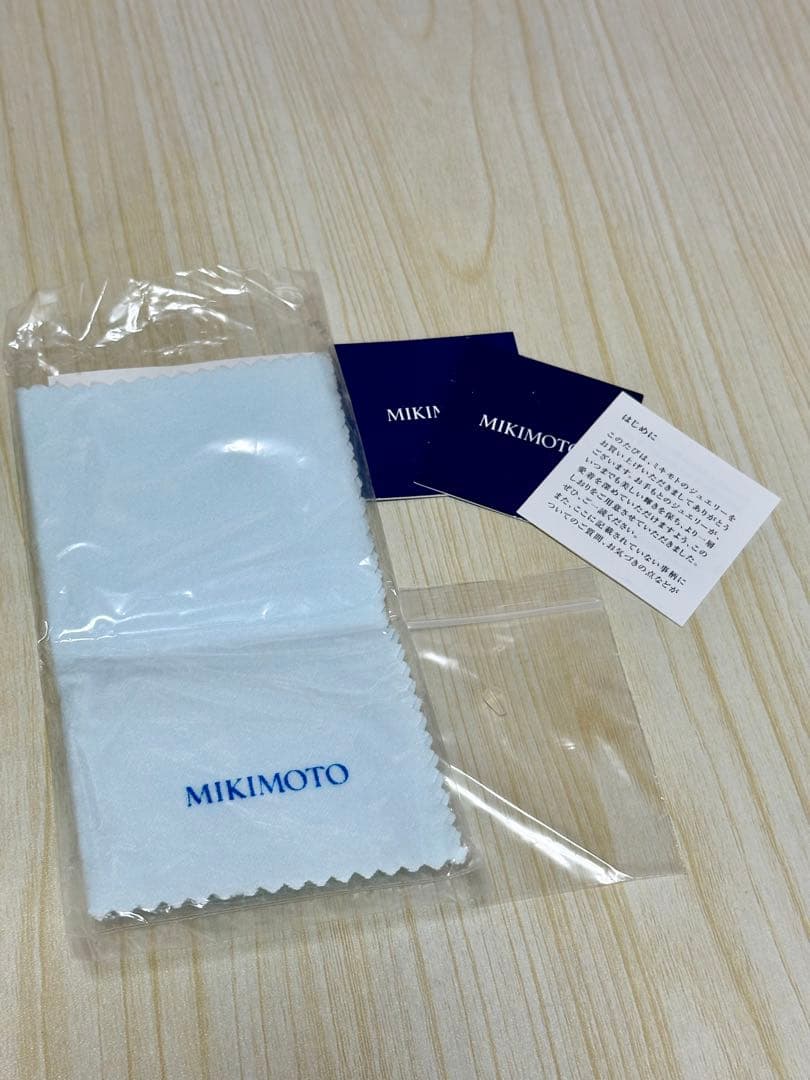 MIKIM
MIKIMOTO
はじめに
このたびは、ミキモトのジュエリーを
お買い上げいただきましてありがとう
ございます。お手もとのジュエリーが、
いつまでも美しい輝きを保ち、より一層
愛着を深めていただけますよう、この
しおりをご用意させていただきました。
ぜひ、ご一読ください。
また、ここに記載されていない事柄に
ついてのご質問、お気づきの点などが
MIKIMOTO